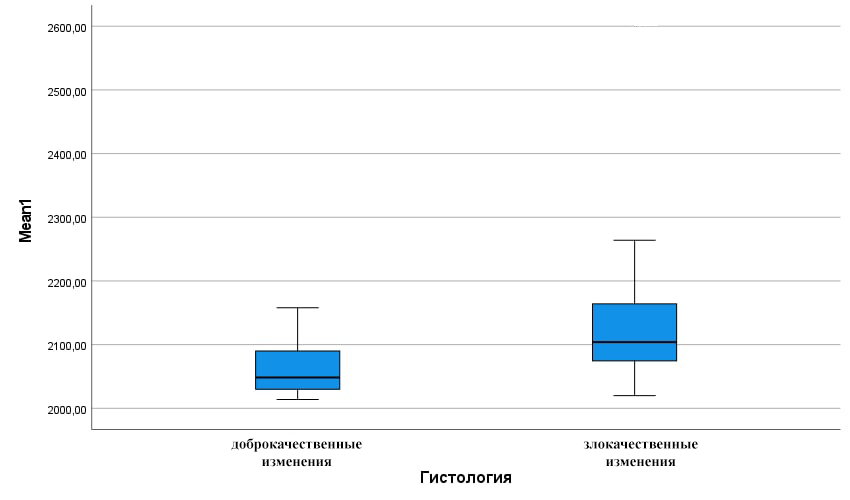 2600,00
2500,00
2400,00
2300,00
2200,00
2100,00
2000,00
Mean1
доброкачественные
изменения
злокачественные
изменения
Гистология